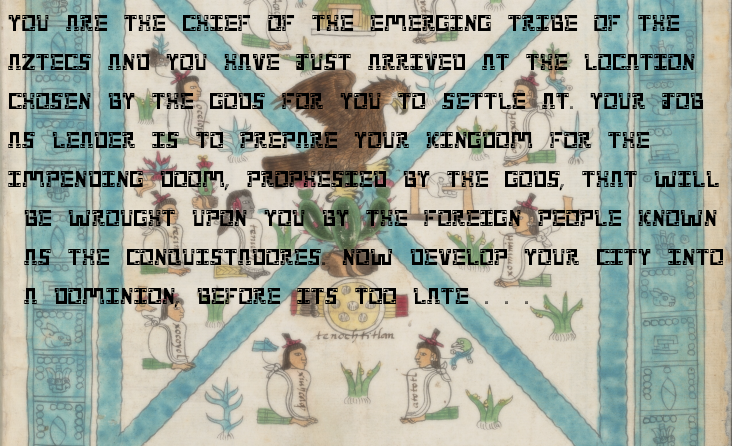 YOU ARE THE CHIEF OF THE EMERGING TRIBE OF THE
AZTECS AND YOU HAVE JUST ARRIVED AT THE LOCATION
CHOSEN BY THE GODS FOR YOU TO SETTLE AT. YOUR JOB
AS LEADER IS TO PREPARE YOUR KINGDOM FOR THE
IMPENDING DOOM, PROPHESIED BY THE GODS, THAT WILL
BE WROUGHT UPON YOU BY THE FOREIGN PEOPLE KNOWN
AS THE CONQUISTADORES. NOW DEVELOP YOUR CITY INTO
A DOMINION, BEFORE ITS TOO LATE . . .
tenochtitlan